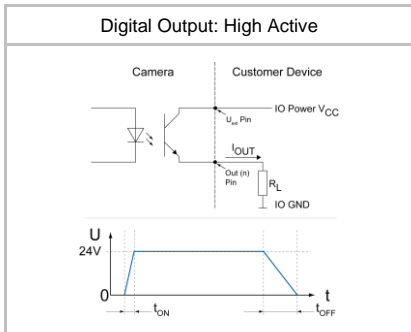 Digital Output: High Active
Camera
Customer Device
IO Power VCC
Uext Pin
IOUT
Out (n)
Pin
RL
IO GND
U
24V
0
t
tON
tOFF